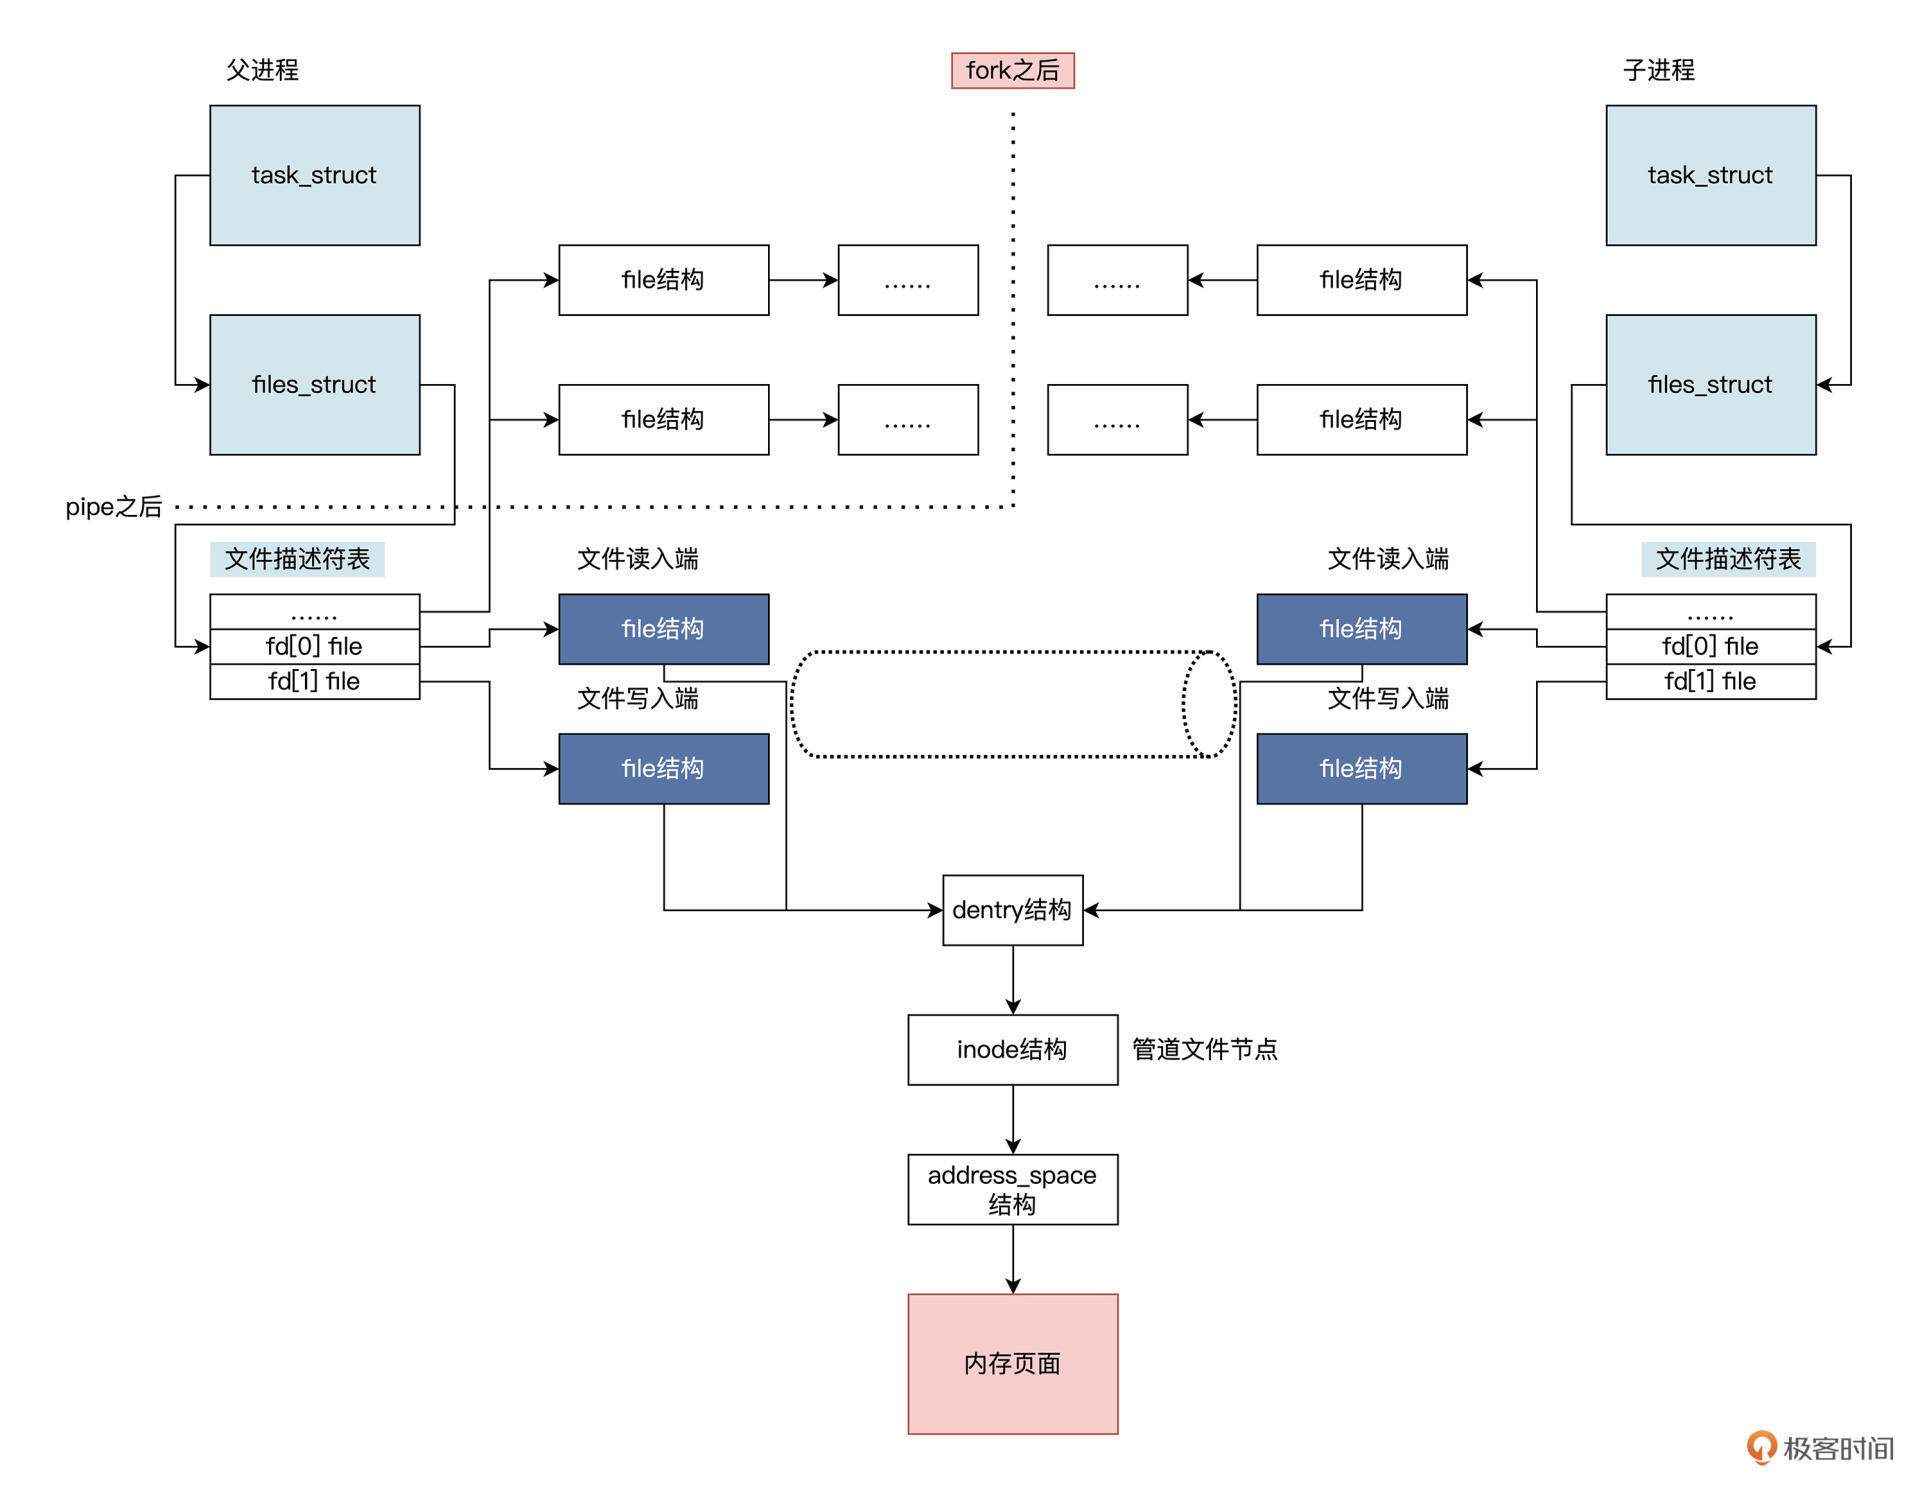 父进程
fork之后
子进程
task_struct
task_struct
file结构
......
......
file结构
files_struct
file结构
......
......
file结构
files_struct
pipe之后
文件描述符表
文件读入端
文件读入端
文件描述符表
......
fd[0] file
fd[1] file
file结构
file结构
......
fd[0] file
fd[1] file
文件写入端
文件写入端
file结构
file结构
dentry结构
inode结构
管道文件节点
address_space
结构
内存页面
极客时间